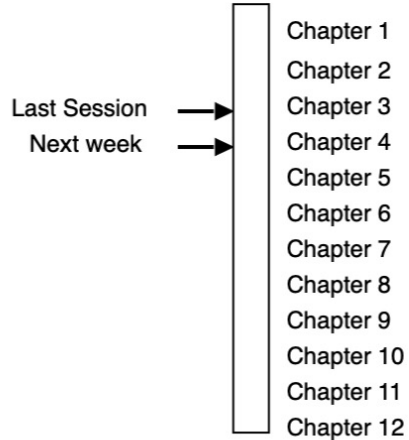 Chapter 1
Chapter 2
Last Session Chapter 3
Next week Chapter 4
Chapter 5
Chapter 6
Chapter 7
Chapter 8
Chapter 9
Chapter 10
Chapter 11
Chapter 12